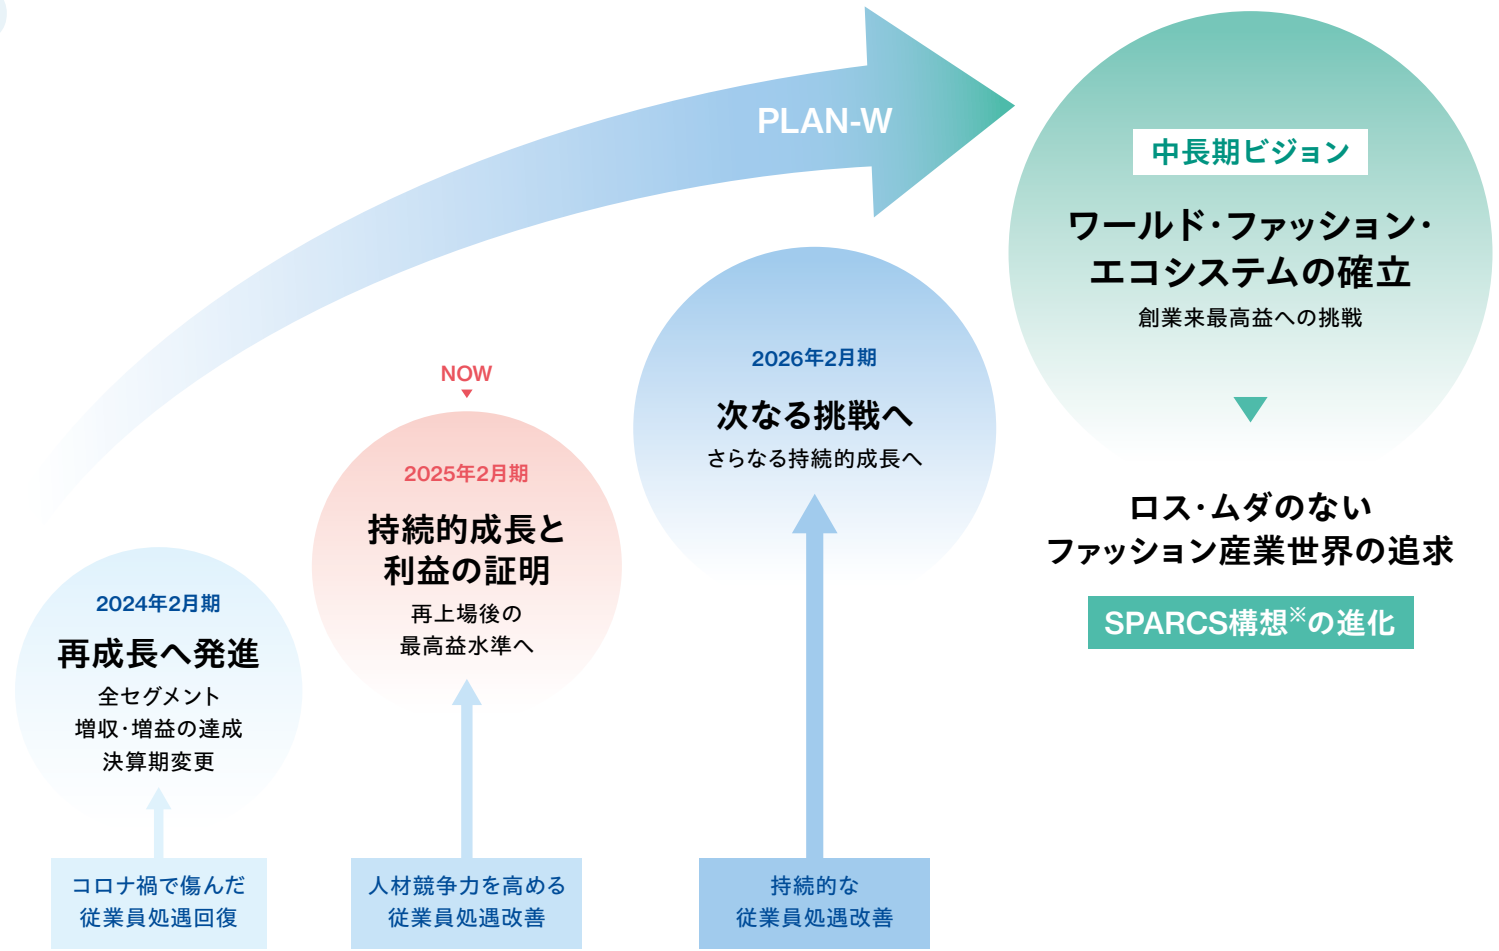 PLAN-W
2024年2月期
再成長へ発進
全セグメント
増収・増益の達成
決算期変更
コロナ禍で傷んだ
従業員処遇回復
NOW
2025年2月期
持続的成長と
利益の証明
再上場後の
最高益水準へ
人材競争力を高める
従業員処遇改善
2026年2月期
次なる挑戦へ
さらなる持続的成長へ
持続的な
従業員処遇改善
中長期ビジョン
ワールド・ファッション・
エコシステムの確立
創業来最高益への挑戦
ロス・ムダのない
ファッション産業世界の追求
SPARCS構想※の進化